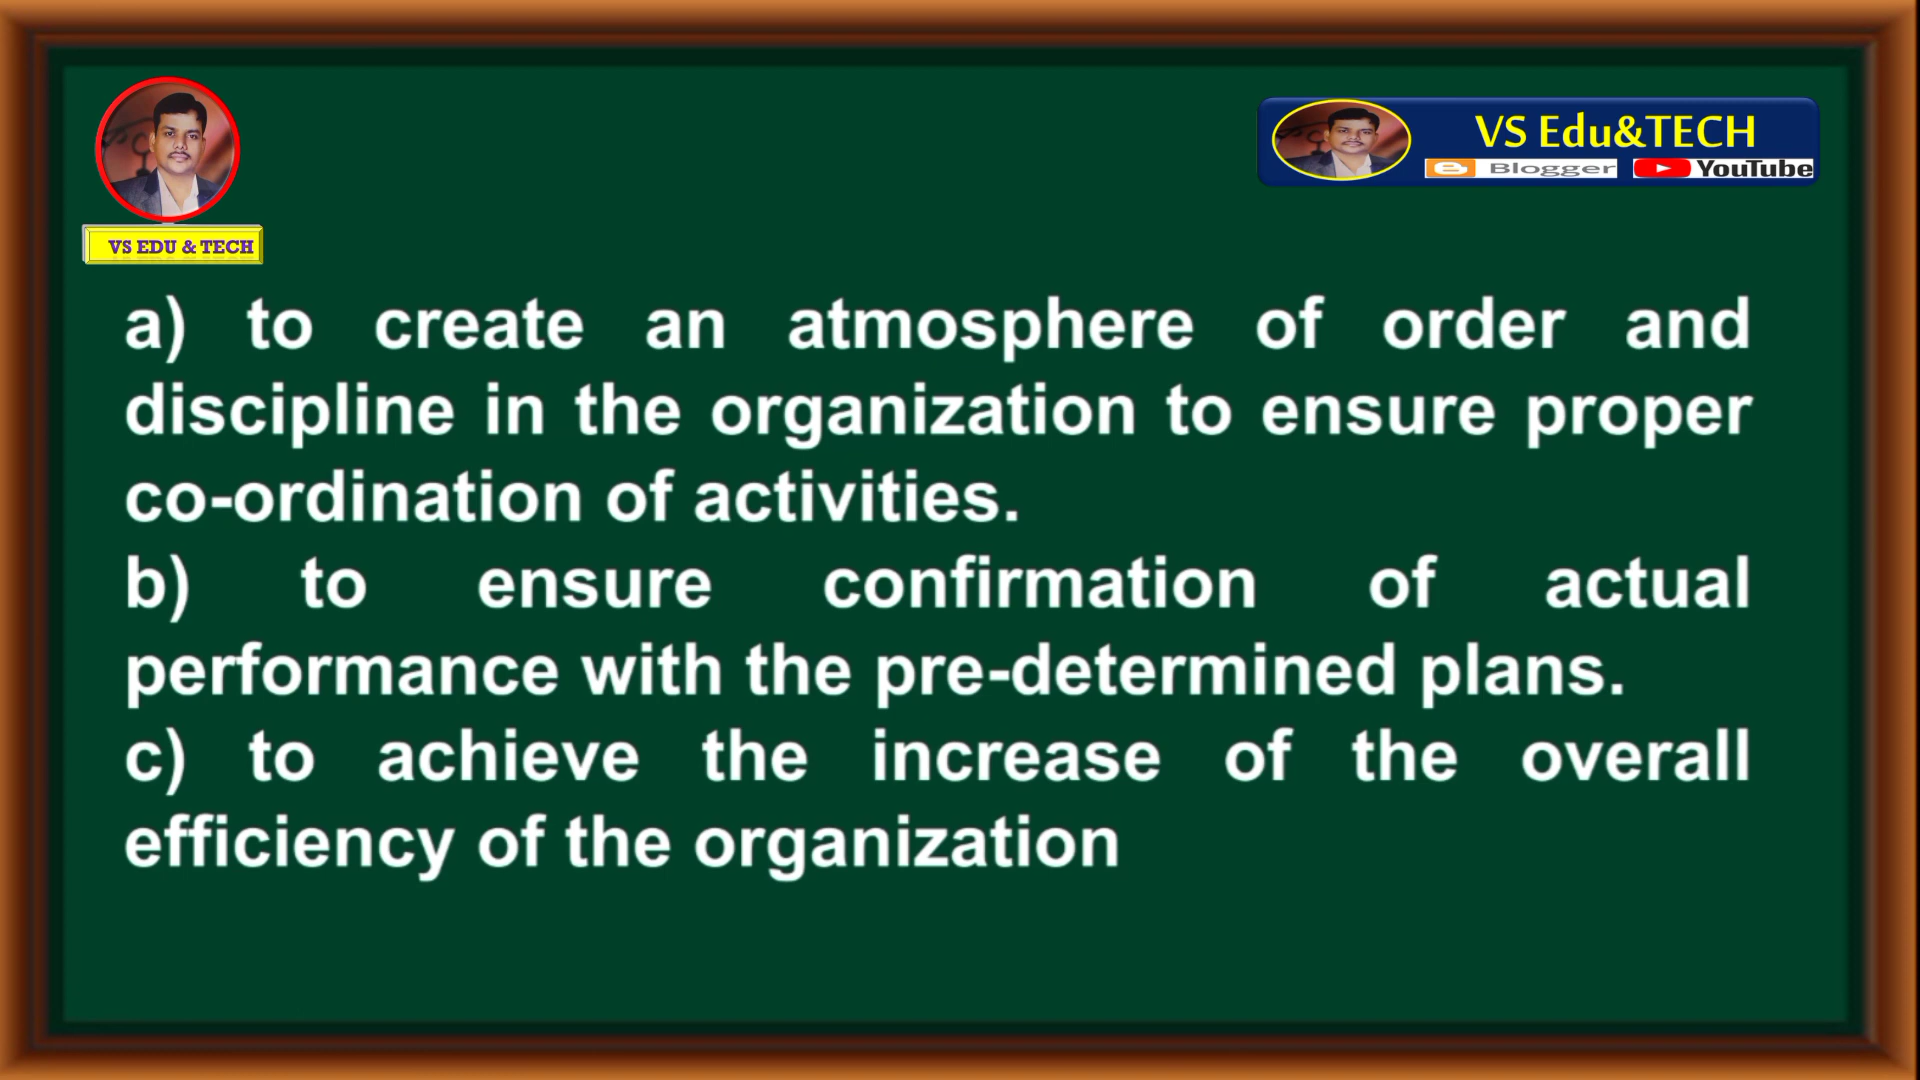 VS Edu&TECH
Blogger YouTube
VS EDU & TECH
a) to create an atmosphere of order and
discipline in the organization to ensure proper
co-ordination of activities.
b) to ensure confirmation of actual
performance with the pre-determined plans.
c) to achieve the increase of the overall
efficiency of the organization